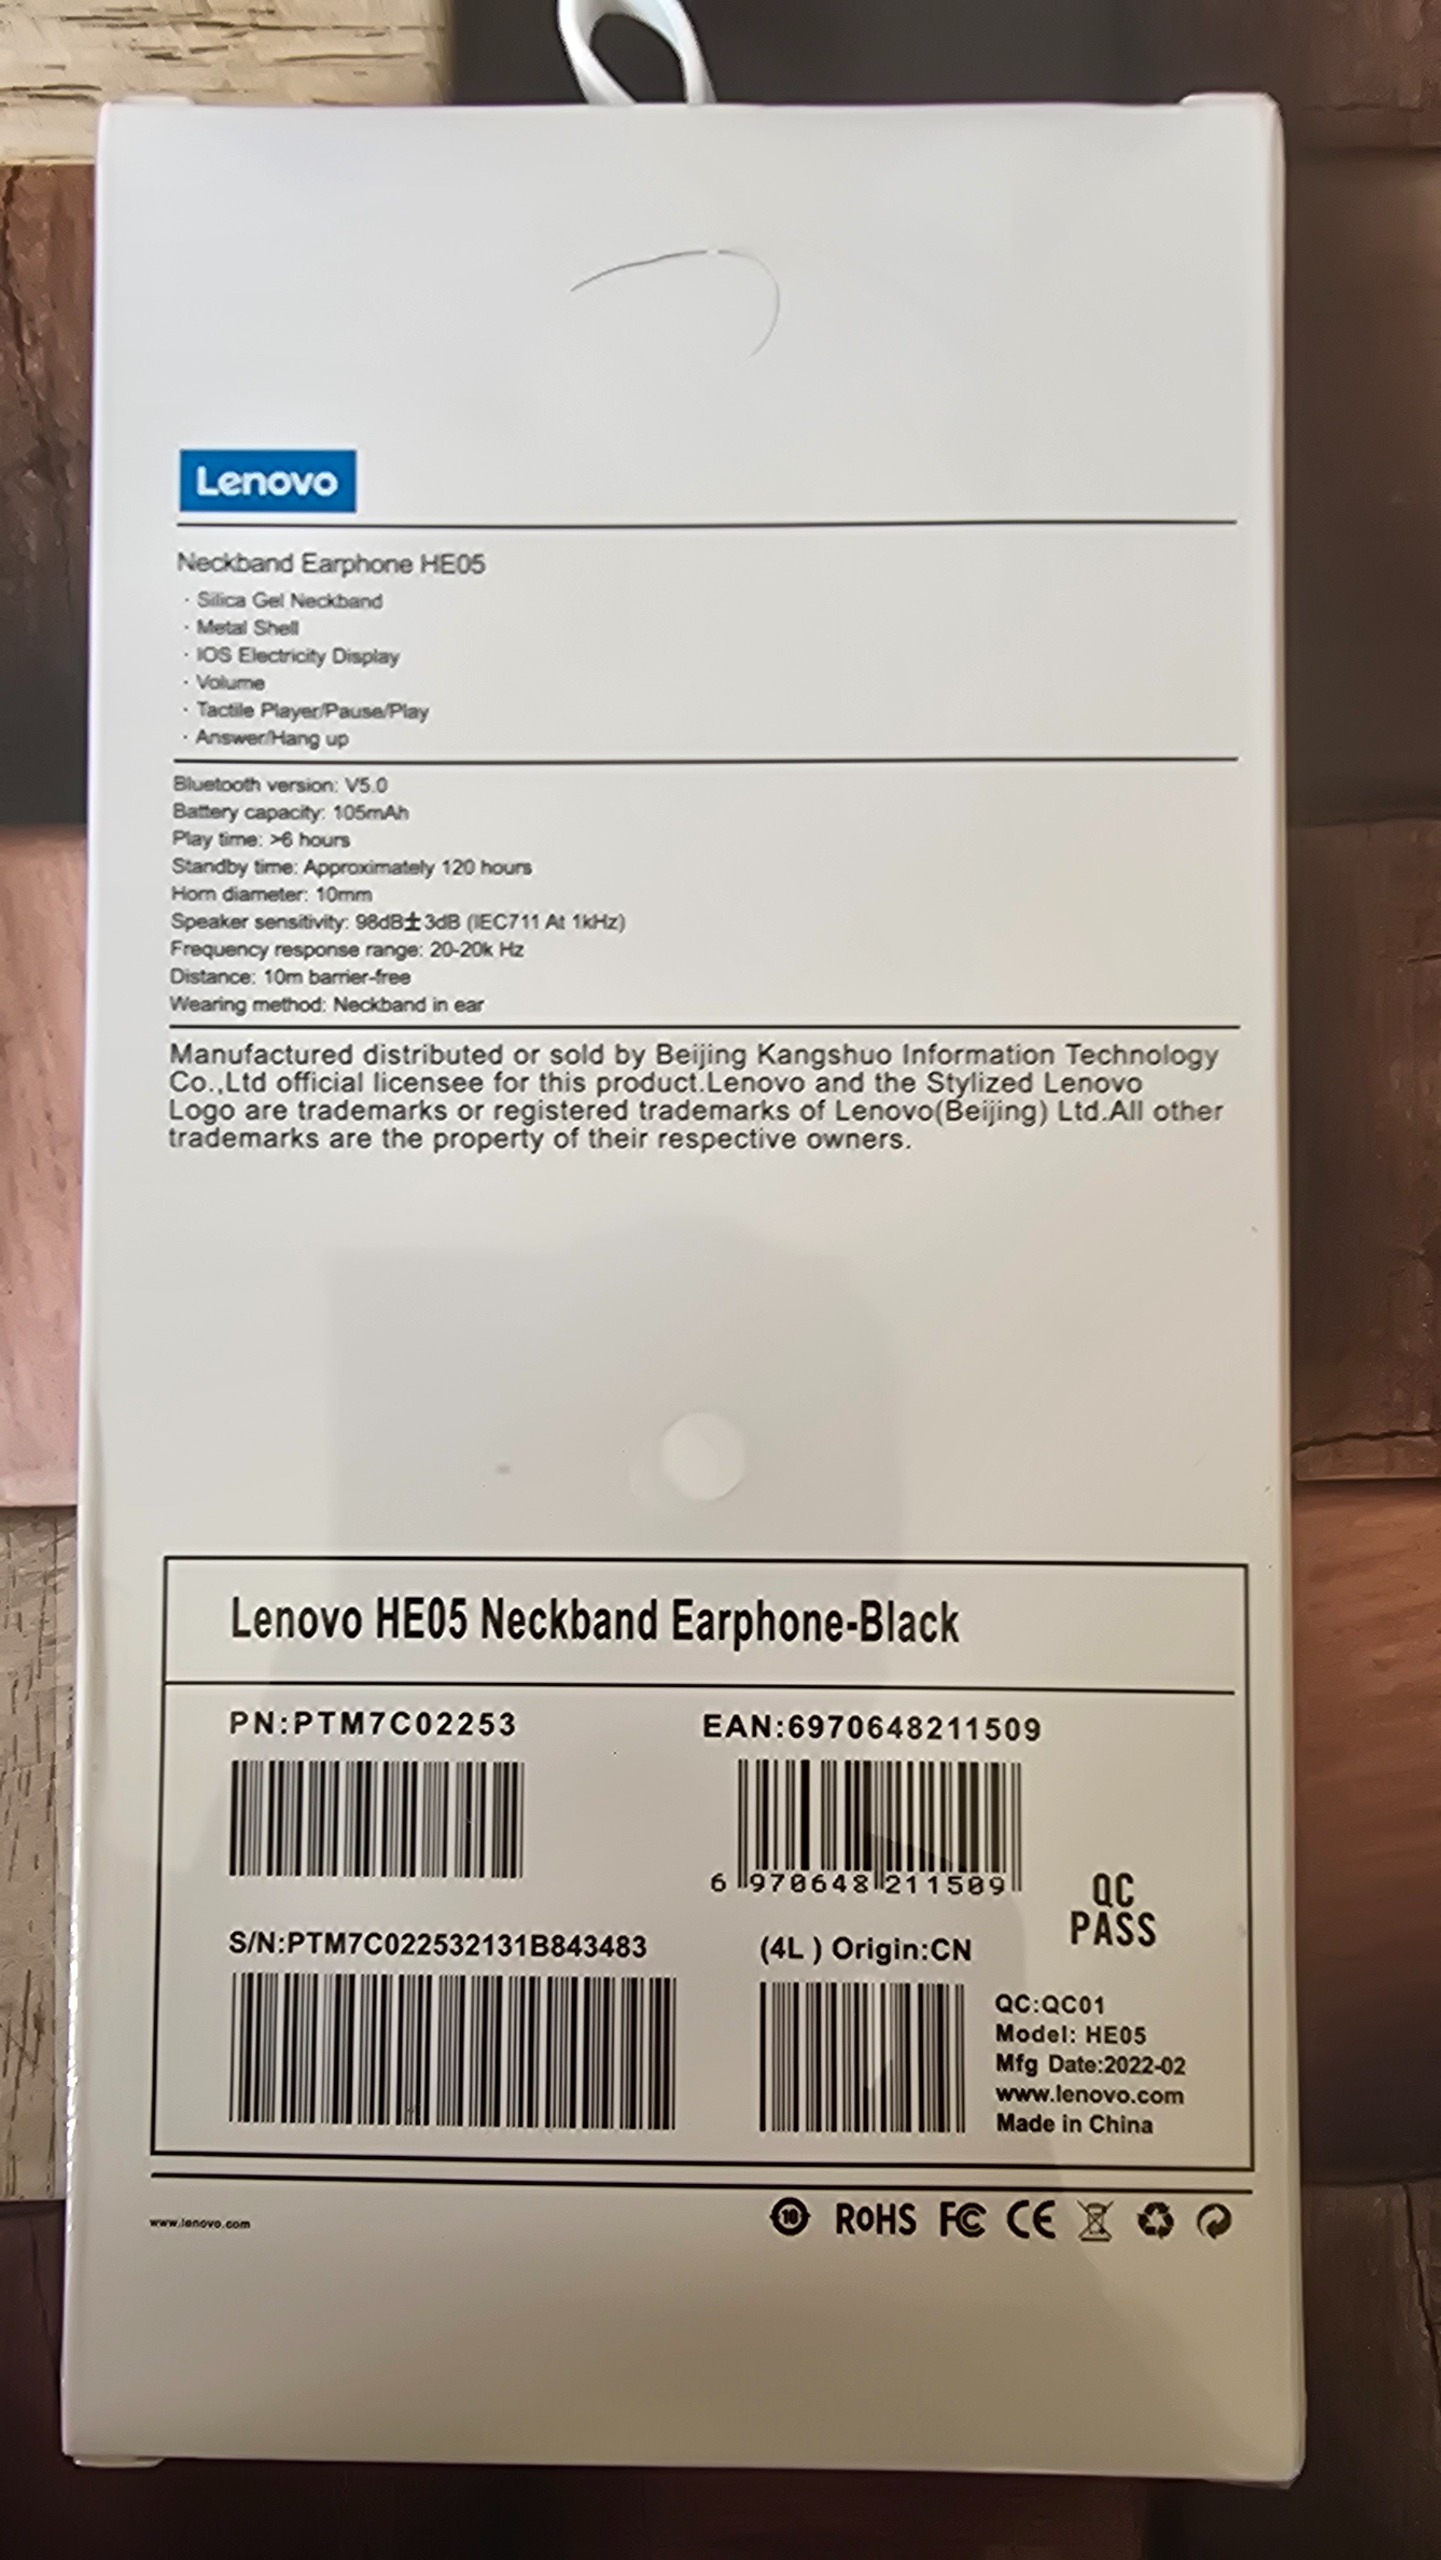 Lenovo
Neckband Earphone HE05
· Silica Gel Neckband
· Metal Shell
· IOS Electricity Display
· Volume
· Tactile Player/Pause/Play
· Answer/Hang up
Bluetooth version: V5.0
Battery capacity: 105mAh
Play time: >6 hours
Standby time: Approximately 120 hours
Horn diameter: 10mm
Speaker sensitivity: 98dB±3dB (IEC711 At 1kHz)
Frequency response range: 20-20k Hz
Distance: 10m barrier-free
Wearing method: Neckband in ear
Manufactured distributed or sold by Beijing Kangshuo Information Technology
Co.,Ltd official licensee for this product.Lenovo and the Stylized Lenovo
Logo are trademarks or registered trademarks of Lenovo(Beijing) Ltd.All other
trademarks are the property of their respective owners.
Lenovo HE05 Neckband Earphone-Black
PN:PTM7C02253
EAN:6970648211509
6 970648 211509
QC
PASS
S/N:PTM7C022532131B843483
(4L ) Origin:CN
QC:QC01
Model: HE05
Mfg Date:2022-02
www.lenovo.com
Made in China
www.lenovo.com
10 RoHS FC CE